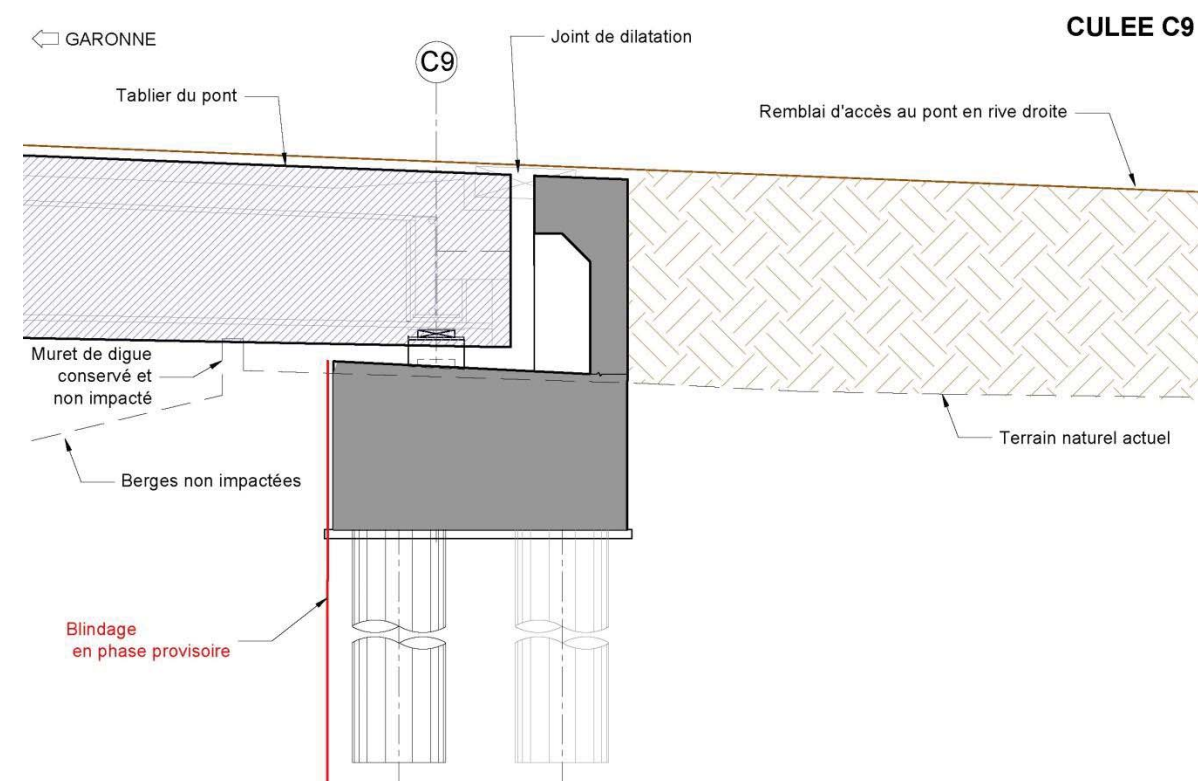 CULEE C9
GARONNE
Joint de dilatation
C9
Tablier du pont
Remblai d'accès au pont en rive droite
Muret de digue
conservé et
non impacté
Terrain naturel actuel
Berges non impactées
Blindage
en phase provisoire